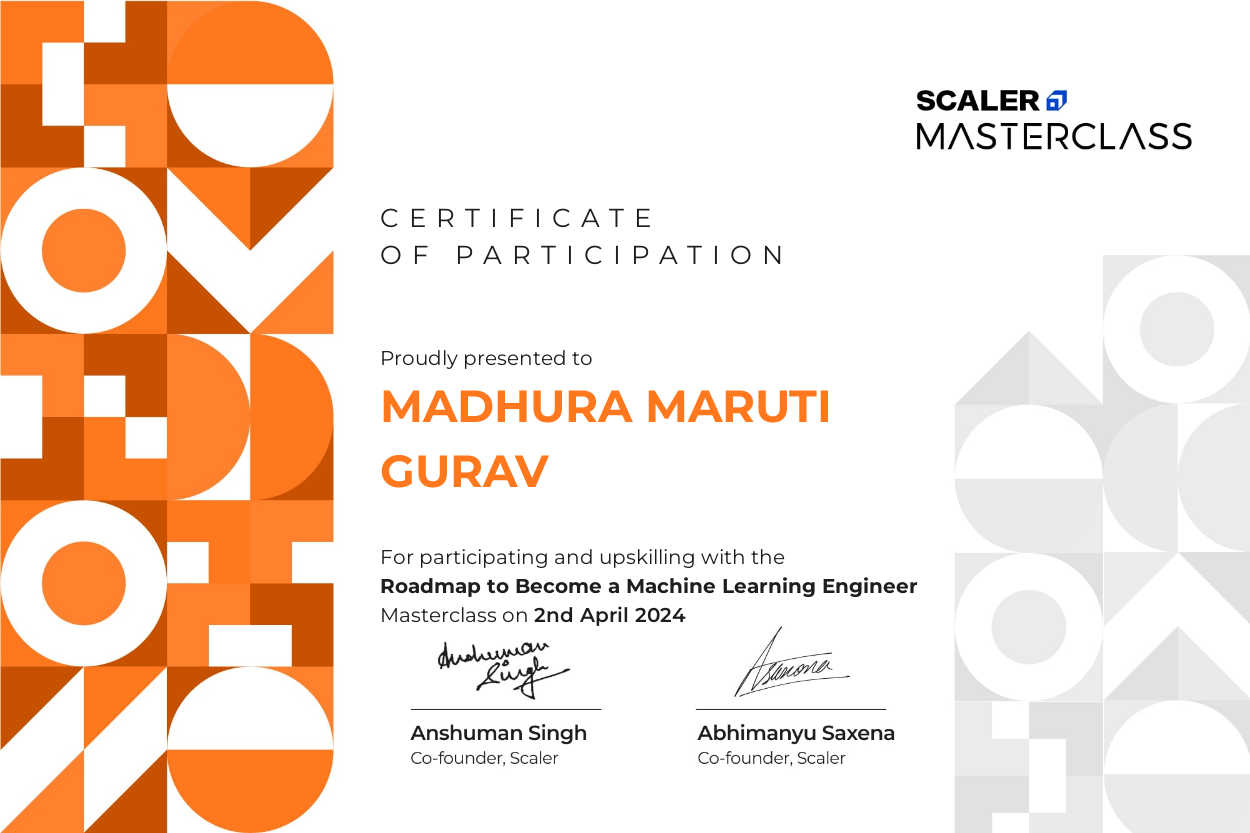 SCALER
MASTERCLASS
CERTIFICATE
OF PARTICIPATION
Proudly presented to
MADHURA MARUTI
GURAV
For participating and upskilling with the
Roadmap to Become a Machine Learning Engineer
Masterclass on 2nd April 2024
Anshuman
Singh
Asaxena
Anshuman Singh
Abhimanyu Saxena
Co-founder, Scaler
Co-founder, Scaler